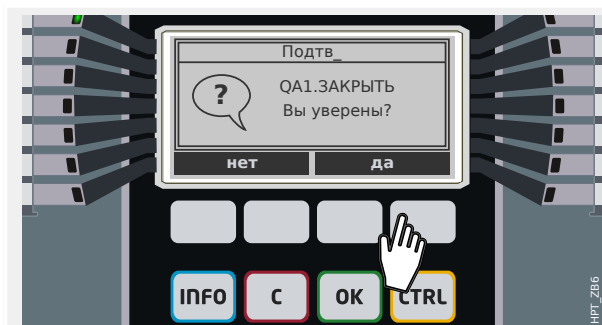 Подтв_
?
QA1.ЗАКРЫТЬ
Вы уверены?
нет да
INFO C OK CTRL
HPT_ZB6